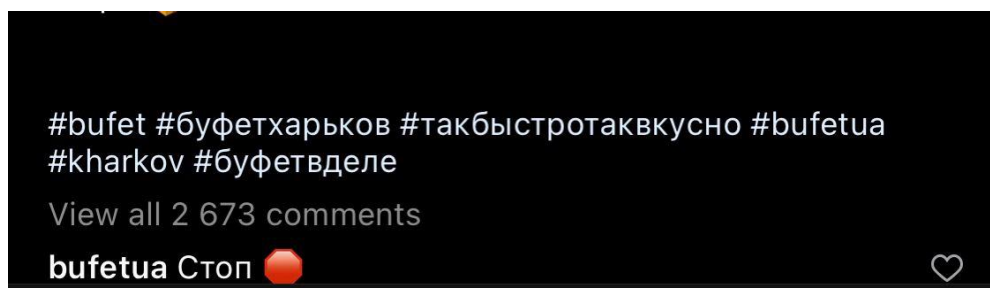 #bufet #буфетхарьков #такбыстротаквкусно #bufetua
#kharkov #буфетвделе
View all 2 673 comments
bufetua Стоп 🛑